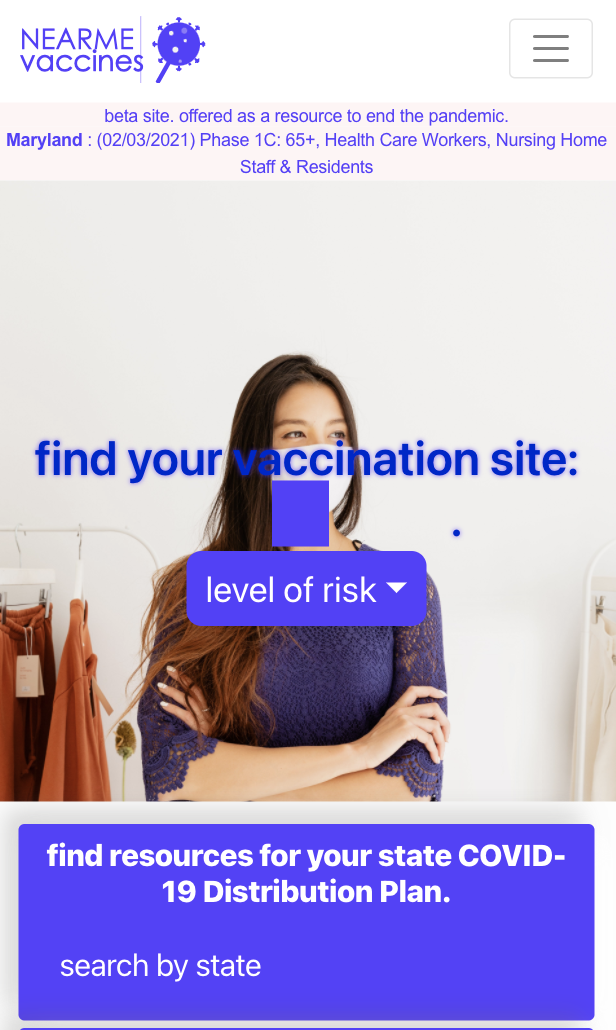 NEARME
vaccines
beta site. offered as a resource to end the pandemic.
Maryland : (02/03/2021) Phase 1C: 65+, Health Care Workers, Nursing Home
Staff & Residents
find your vaccination site:
.
level of risk
find resources for your state COVID-
19 Distribution Plan.
search by state